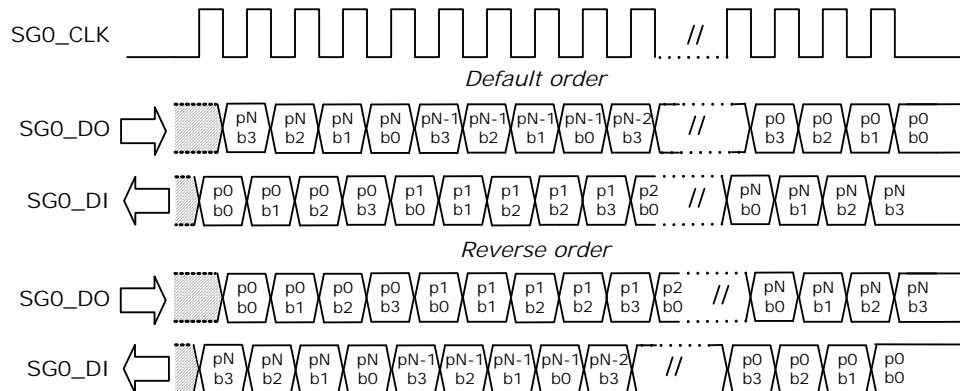 SG0_CLK //
Default order
pN pN pN pN pN-1 pN-1 pN-1 pN-1 pN-2 p0 p0 p0 p0
SG0_DO //
b3 b2 b1 b0 b3 b2 b1 b0 b3 b3 b2 b1 b0
p0 p0 p0 p0 p1 p1 p1 p1 p1 p2 pN pN pN pN
SG0_DI //
b0 b1 b2 b3 b0 b1 b2 b2 b3 b0 b0 b1 b2 b3
Reverse order
p0 p0 p0 p0 p1 p1 p1 p1 p1 p2 pN pN pN pN
SG0_DO //
b0 b1 b2 b3 b0 b1 b2 b2 b3 b0 b0 b1 b2 b3
pN pN pN pN pN-1 pN-1 pN-1 pN-1 pN-2 p0 p0 p0 p0
SG0_DI //
b3 b2 b1 b0 b3 b2 b1 b0 b3 b3 b2 b1 b0